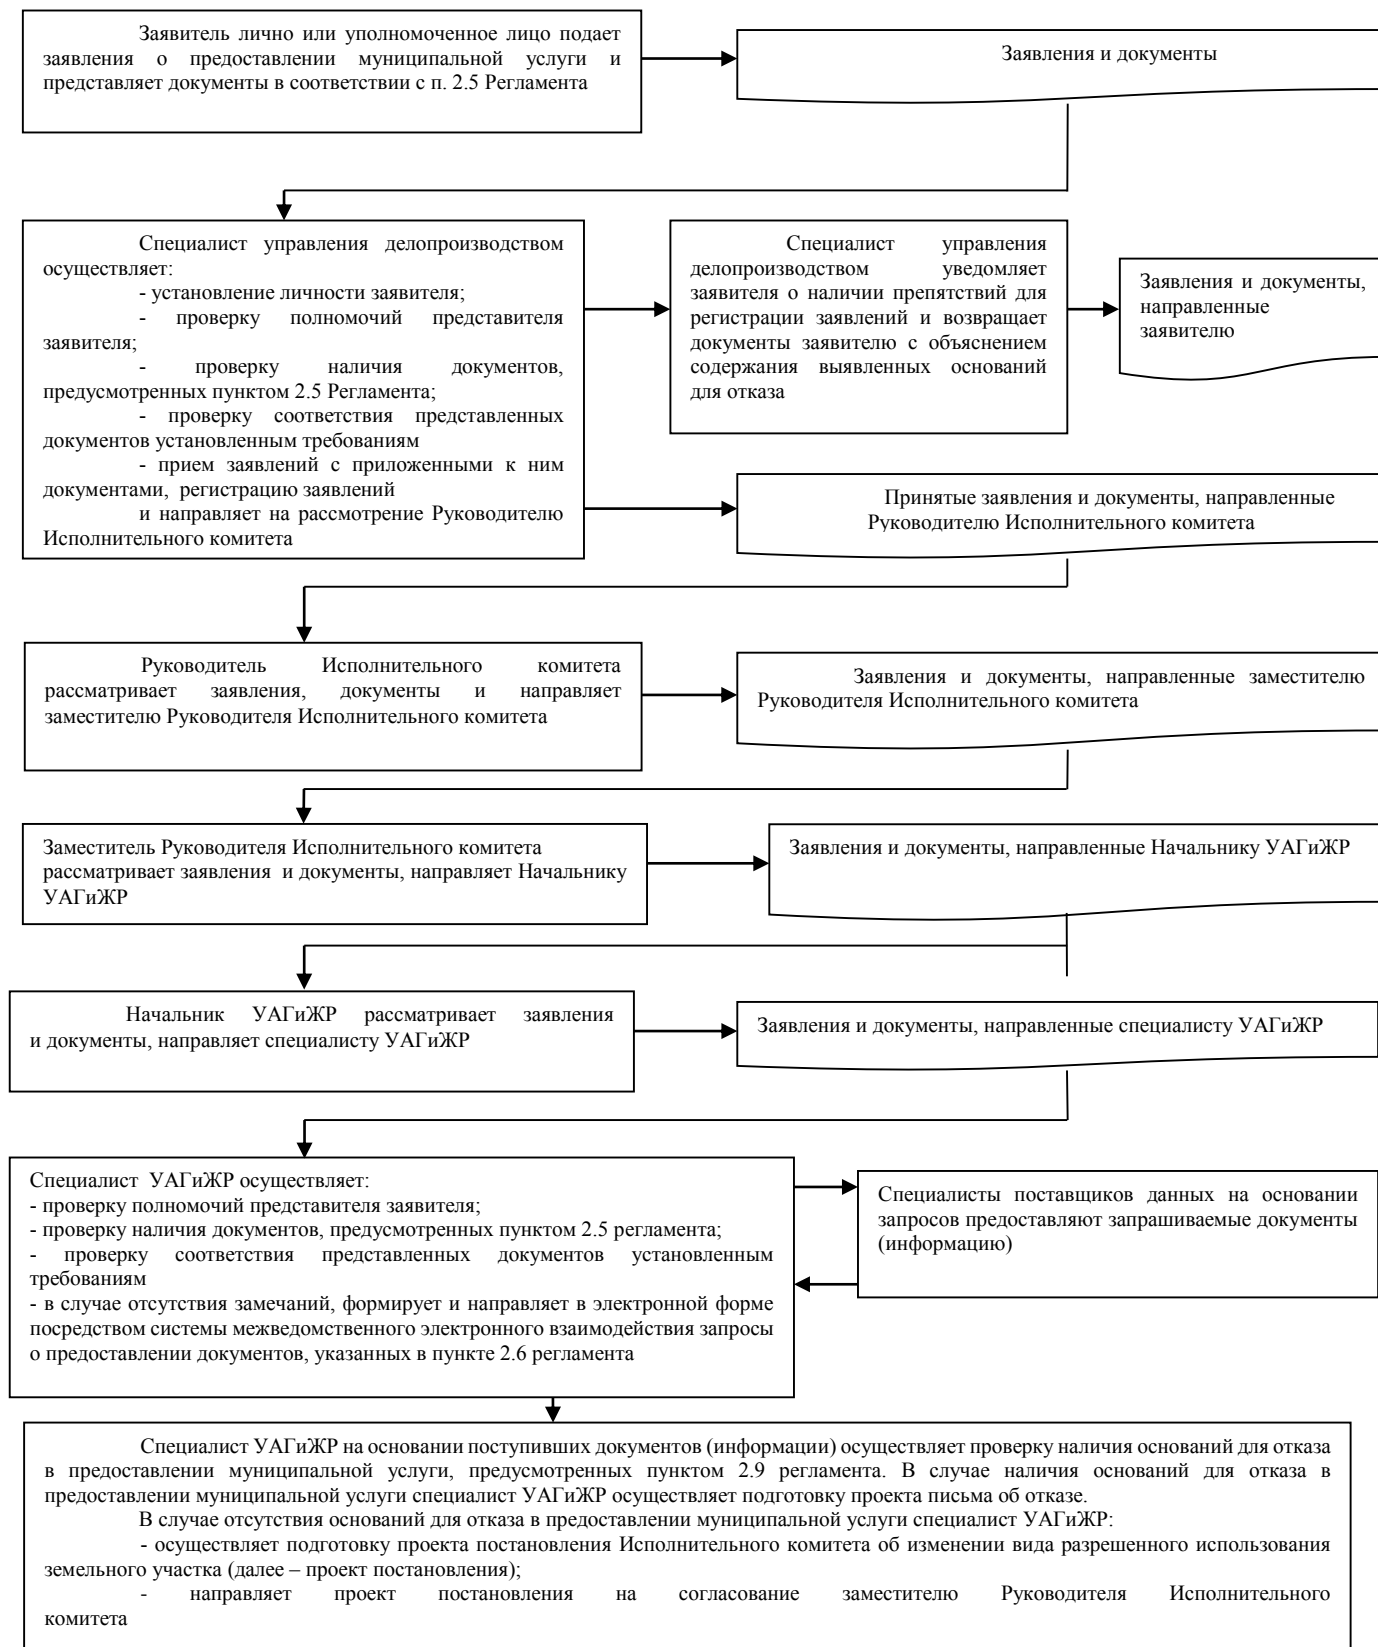 Заявитель лично или уполномоченное лицо подает
заявления о предоставлении муниципальной услуги и
представляет документы в соответствии с п. 2.5 Регламента
Заявления и документы
Специалист управления делопроизводством
осуществляет:
- установление личности заявителя;
- проверку полномочий представителя
заявителя;
- проверку наличия документов,
предусмотренных пунктом 2.5 Регламента;
- проверку соответствия представленных
документов установленным требованиям
- прием заявлений с приложенными к ним
документами, регистрацию заявлений
и направляет на рассмотрение Руководителю
Исполнительного комитета
Специалист управления
делопроизводством уведомляет
заявителя о наличии препятствий для
регистрации заявлений и возвращает
документы заявителю с объяснением
содержания выявленных оснований
для отказа
Заявления и документы,
направленные
заявителю
Принятые заявления и документы, направленные
Руководителю Исполнительного комитета
Руководитель Исполнительного комитета
рассматривает заявления, документы и направляет
заместителю Руководителя Исполнительного комитета
Заявления и документы, направленные заместителю
Руководителя Исполнительного комитета
Заместитель Руководителя Исполнительного комитета
рассматривает заявления и документы, направляет Начальнику
УАГиЖР
Заявления и документы, направленные Начальнику УАГиЖР
Начальник УАГиЖР рассматривает заявления
и документы, направляет специалисту УАГиЖР
Заявления и документы, направленные специалисту УАГиЖР
Специалист УАГиЖР осуществляет:
- проверку полномочий представителя заявителя;
- проверку наличия документов, предусмотренных пунктом 2.5 регламента;
- проверку соответствия представленных документов установленным
требованиям
- в случае отсутствия замечаний, формирует и направляет в электронной форме
посредством системы межведомственного электронного взаимодействия запросы
о предоставлении документов, указанных в пункте 2.6 регламента
Специалисты поставщиков данных на основании
запросов предоставляют запрашиваемые документы
(информацию)
Специалист УАГиЖР на основании поступивших документов (информации) осуществляет проверку наличия оснований для отказа
в предоставлении муниципальной услуги, предусмотренных пунктом 2.9 регламента. В случае наличия оснований для отказа в
предоставлении муниципальной услуги специалист УАГиЖР осуществляет подготовку проекта письма об отказе.
В случае отсутствия оснований для отказа в предоставлении муниципальной услуги специалист УАГиЖР:
- осуществляет подготовку проекта постановления Исполнительного комитета об изменении вида разрешенного использования
земельного участка (далее – проект постановления);
- направляет проект постановления на согласование заместителю Руководителя Исполнительного
комитета